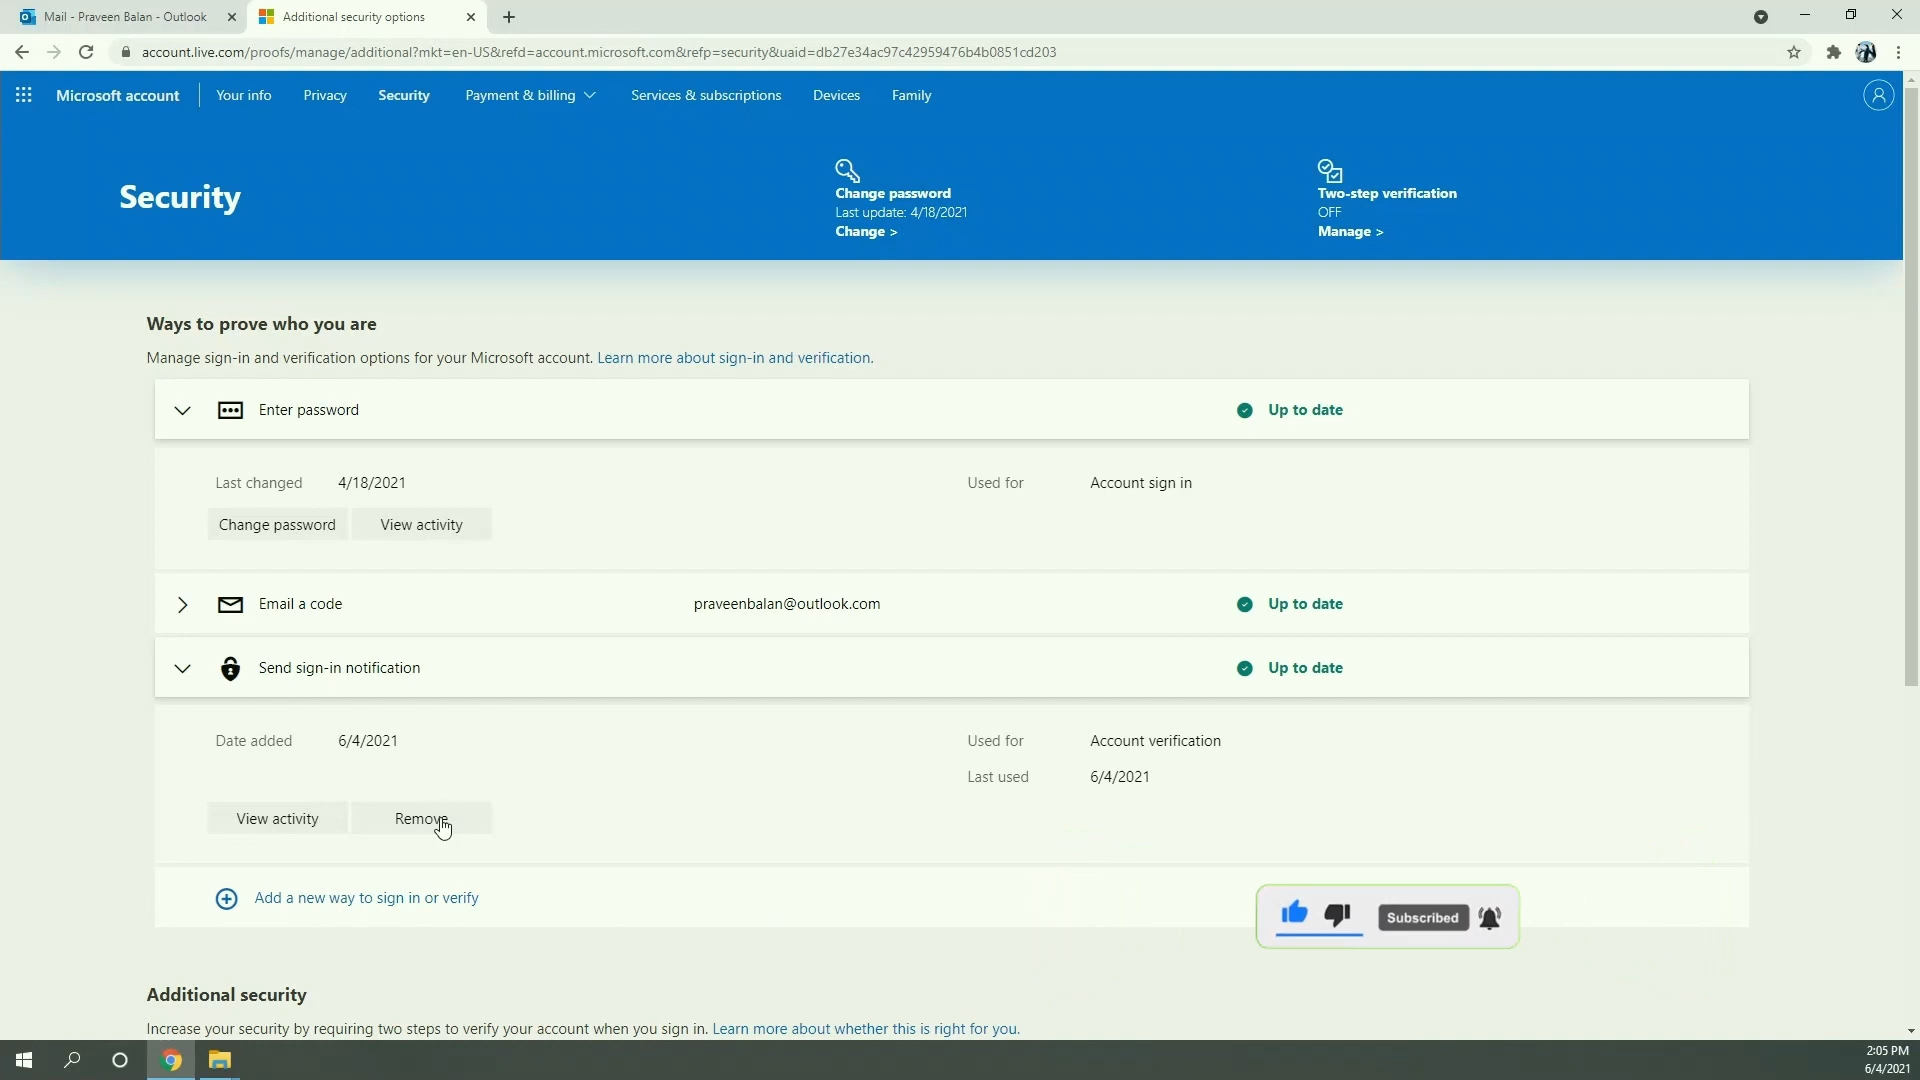 Mail - Praveen Balan - Outlook
Additional security options
account.live.com/proofs/manage/additional?mkt=en-US&refd=account.microsoft.com&refp=security&uaid=db27e34ac97c42959476b4b0851cd203
Microsoft account Your info Privacy Security Payment & billing Services & subscriptions Devices Family
Security
Change password
Last update: 4/18/2021
Change >
Two-step verification
OFF
Manage >
Ways to prove who you are
Manage sign-in and verification options for your Microsoft account. Learn more about sign-in and verification.
Enter password Up to date
Last changed 4/18/2021 Used for Account sign in
Change password View activity
Email a code praveenbalan@outlook.com Up to date
Send sign-in notification Up to date
Date added 6/4/2021 Used for Account verification
Last used 6/4/2021
View activity Remove
Add a new way to sign in or verify
Subscribed
Additional security
Increase your security by requiring two steps to verify your account when you sign in. Learn more about whether this is right for you.
2:05 PM
6/4/2021